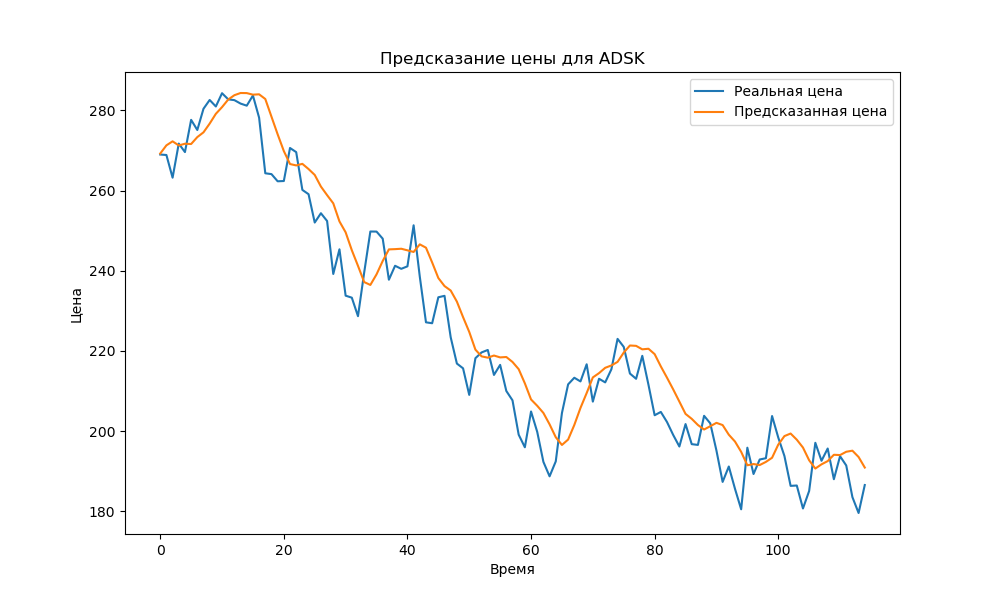 Предсказание цены для ADSK
Реальная цена
Предсказанная цена
Цена
280
260
240
220
200
180
0 20 40 60 80 100
Время